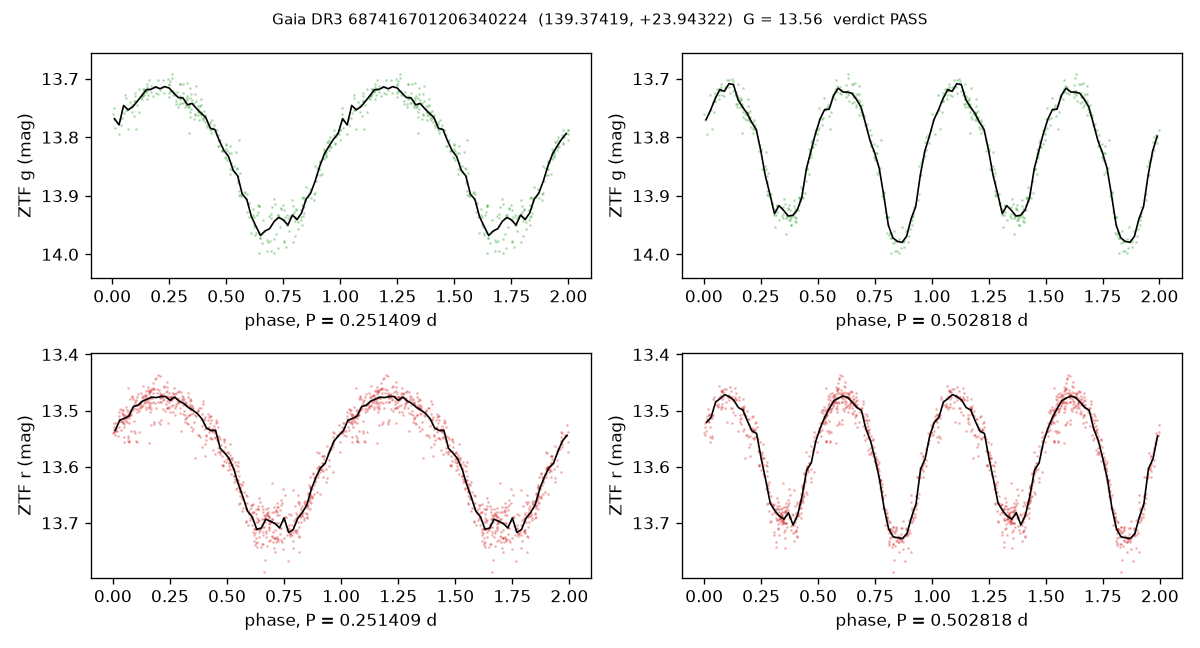 Gaia DR3 687416701206340224  (139.37419, +23.94322)  G = 13.56  verdict PASS
ZTF g (mag)
13.7
13.8
13.9
14.0
0.00 0.25 0.50 0.75 1.00 1.25 1.50 1.75 2.00
phase, P = 0.251409 d
ZTF g (mag)
13.7
13.8
13.9
14.0
0.00 0.25 0.50 0.75 1.00 1.25 1.50 1.75 2.00
phase, P = 0.502818 d
ZTF r (mag)
13.4
13.5
13.6
13.7
0.00 0.25 0.50 0.75 1.00 1.25 1.50 1.75 2.00
phase, P = 0.251409 d
ZTF r (mag)
13.4
13.5
13.6
13.7
0.00 0.25 0.50 0.75 1.00 1.25 1.50 1.75 2.00
phase, P = 0.502818 d